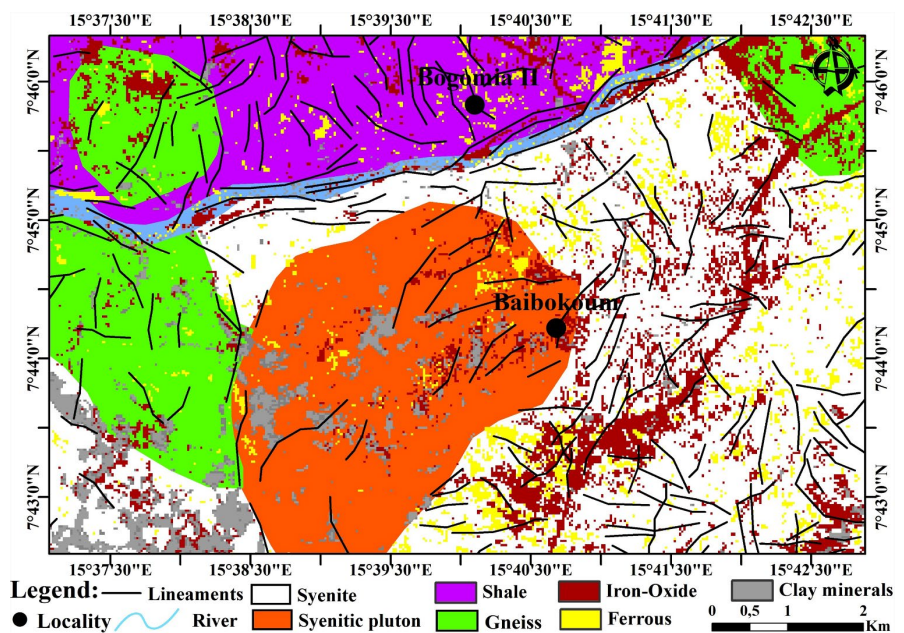 15°37'30"E 15°38'30"E 15°39'30"E 15°40'30"E 15°41'30"E 15°42'30"E
7°46'0"N 7°46'0"N
Bogomta II
7°45'0"N 7°45'0"N
Baibokoum
7°44'0"N 7°44'0"N
7°43'0"N 7°43'0"N
15°37'30"E 15°38'30"E 15°39'30"E 15°40'30"E 15°41'30"E 15°42'30"E
Legend: Lineaments Syenite Shale Iron-Oxide Clay minerals
Locality River Syenitic pluton Gneiss Ferrous
0 0,5 1 2
Km